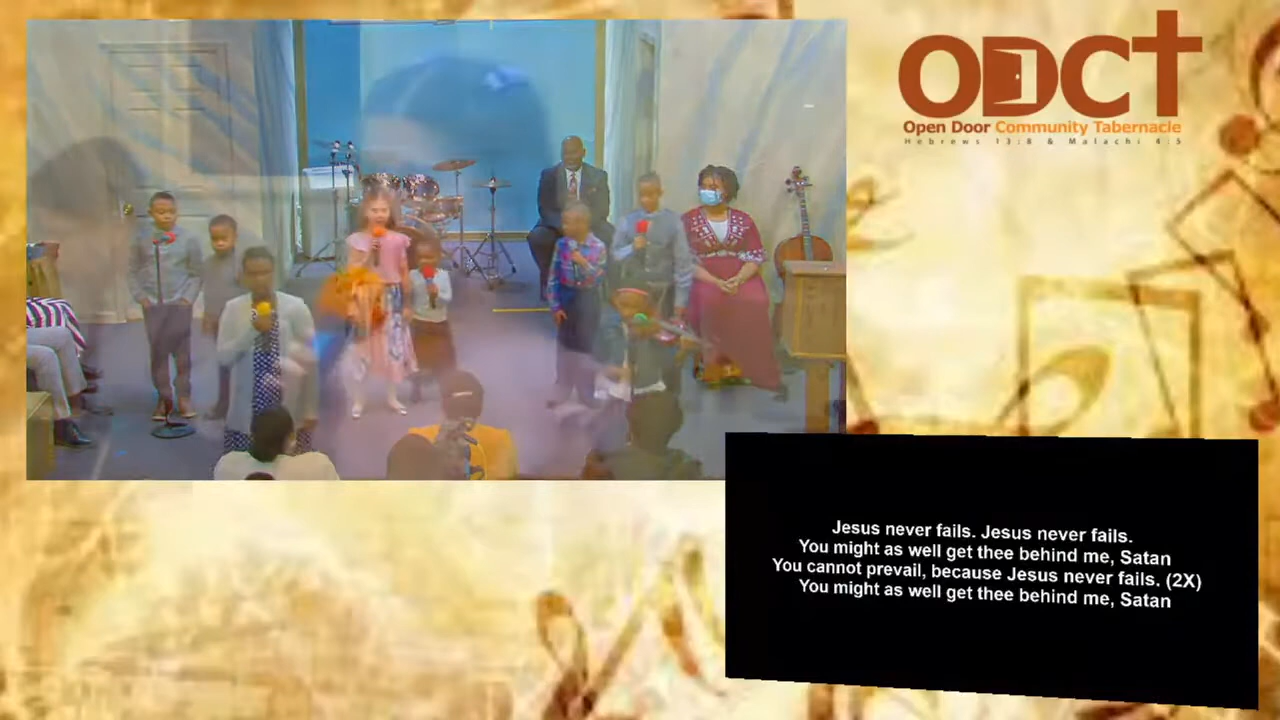 ODCT
Open Door Community Tabernacle
Hebrews 13:8 & Malachi 4:5
Jesus never fails. Jesus never fails.
You might as well get thee behind me, Satan
You cannot prevail, because Jesus never fails. (2X)
You might as well get thee behind me, Satan